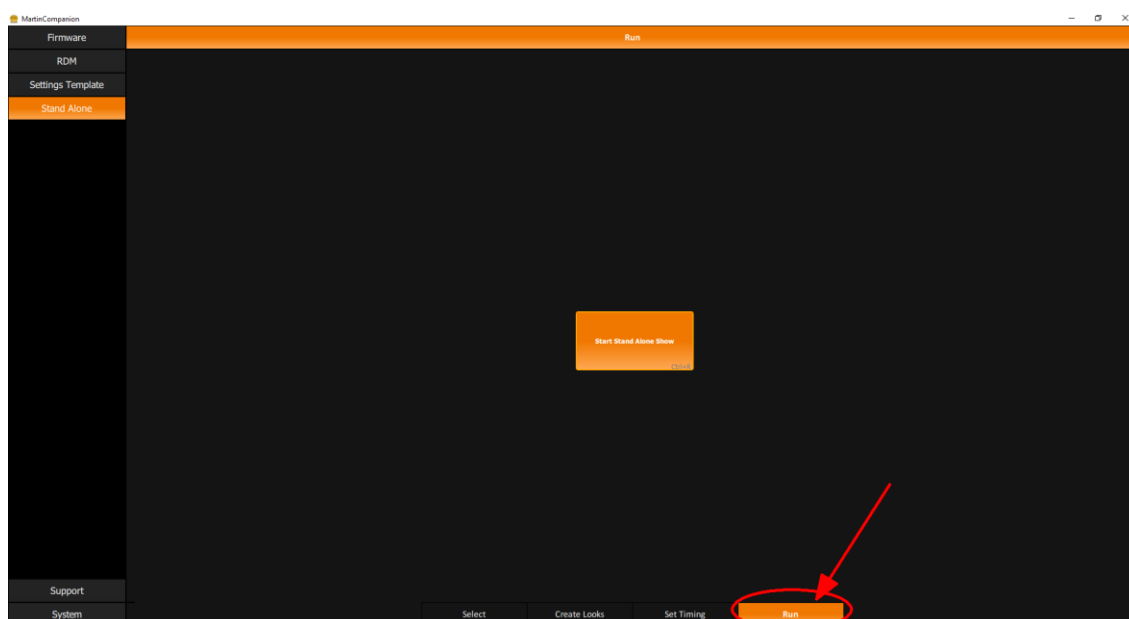 MartinCompanion
Firmware
Run
RDM
Settings Template
Stand Alone
Start Stand Alone Show
Support
System
Select
Create Looks
Set Timing
Run